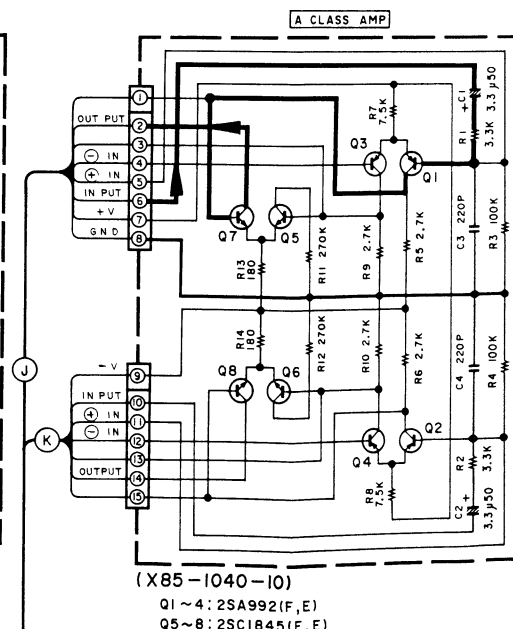 A CLASS AMP
① OUT PUT
②
③
⊖ IN ④
⊕ IN ⑤
IN PUT ⑥
+V ⑦
GND ⑧
-V ⑨
IN PUT ⑩
⊕ IN ⑪
⊖ IN ⑫
⑬
OUTPUT ⑭
⑮
J
K
R7 7.5K
+C1 3.3μ50
R1 3.3K
Q3
Q1
Q7
Q5
R13 180
R11 270K
R9 2.7K
R5 2.7K
C3 220P
R3 100K
R14 180
R12 270K
R10 2.7K
R6 2.7K
C4 220P
R4 100K
Q8
Q6
Q4
Q2
R8 7.5K
R2 3.3K
C2 + 3.3μ50
(X85-1040-10)
Q1~4: 2SA992(F,E)
Q5~8: 2SC1845(F,E)